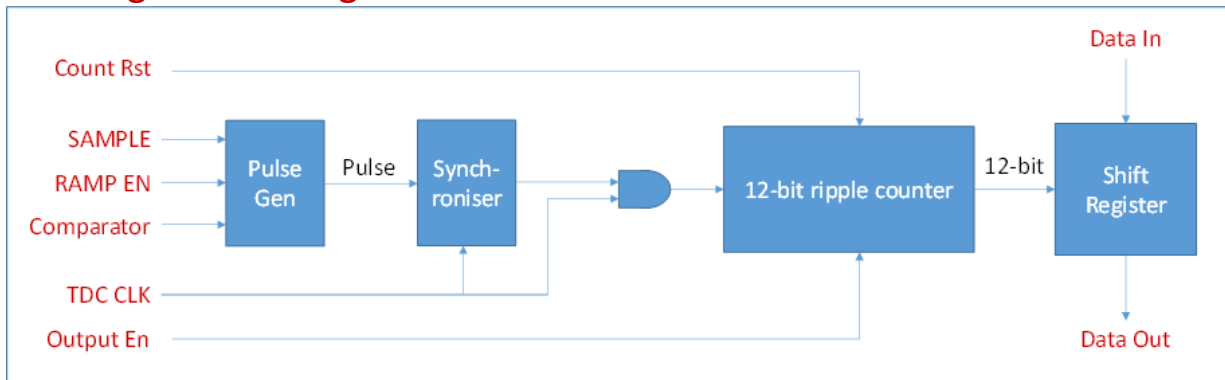 Count Rst
SAMPLE
RAMP EN
Comparator
TDC CLK
Output En
Pulse
Gen
Pulse
Synch-
roniser
12-bit ripple counter
12-bit
Data In
Shift
Register
Data Out